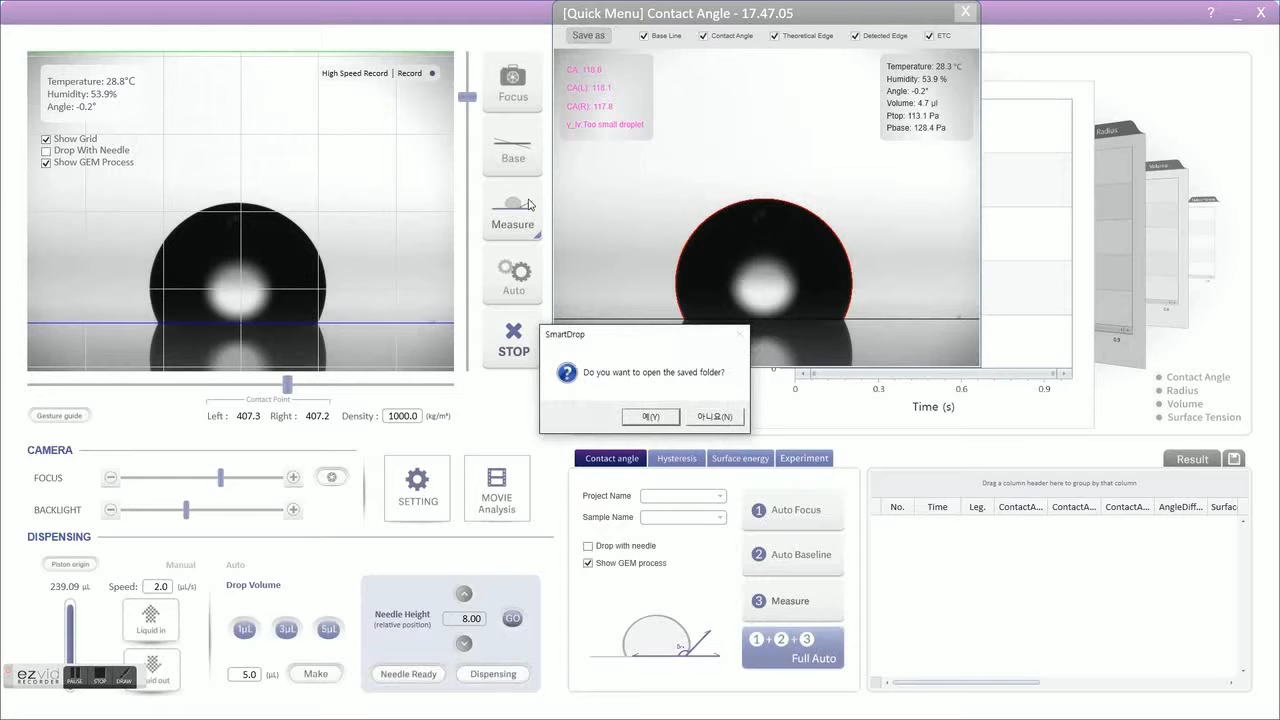 [Quick Menu] Contact Angle - 17.47.05
X
? _ X
Save as
Base Line
Contact Angle
Theoretical Edge
Detected Edge
ETC
Temperature: 28.8°C
Humidity: 53.9%
Angle: -0.2°
High Speed Record | Record
Show Grid
Drop With Needle
Show GEM Process
Focus
Base
Measure
Auto
STOP
CA: 118.0
CA(L): 118.1
CA(R): 117.8
γ_lv:Too small droplet
Temperature: 28.3 °C
Humidity: 53.9 %
Angle: -0.2°
Volume: 4.7 µl
Ptop: 113.1 Pa
Pbase: 128.4 Pa
Radius
Volume
0.9
SmartDrop
Do you want to open the saved folder?
예(Y)
아니요(N)
0
0 0.3 0.6 0.9
Time (s)
Contact Angle
Radius
Volume
Surface Tension
Contact Point
Gesture guide
Left : 407.3 Right : 407.2 Density : 1000.0 (kg/m³)
CAMERA
FOCUS
BACKLIGHT
SETTING
MOVIE
Analysis
DISPENSING
Piston origin
Manual
Auto
239.09 µL
Speed: 2.0 (µL/s)
Drop Volume
Liquid in
1µL 3µL 5µL
Needle Height
(relative position)
8.00
GO
5.0 (µL) Make
Needle Ready
Dispensing
ezvid
RECORDER
PAUSE STOP DRAW
Contact angle
Hysteresis
Surface energy
Experiment
Project Name
Sample Name
Drop with needle
Show GEM process
1 Auto Focus
2 Auto Baseline
3 Measure
1 + 2 + 3
Full Auto
Result
Drag a column header here to group by that column
No. Time Leg. ContactA... ContactA... ContactA... AngleDiff... Surfac